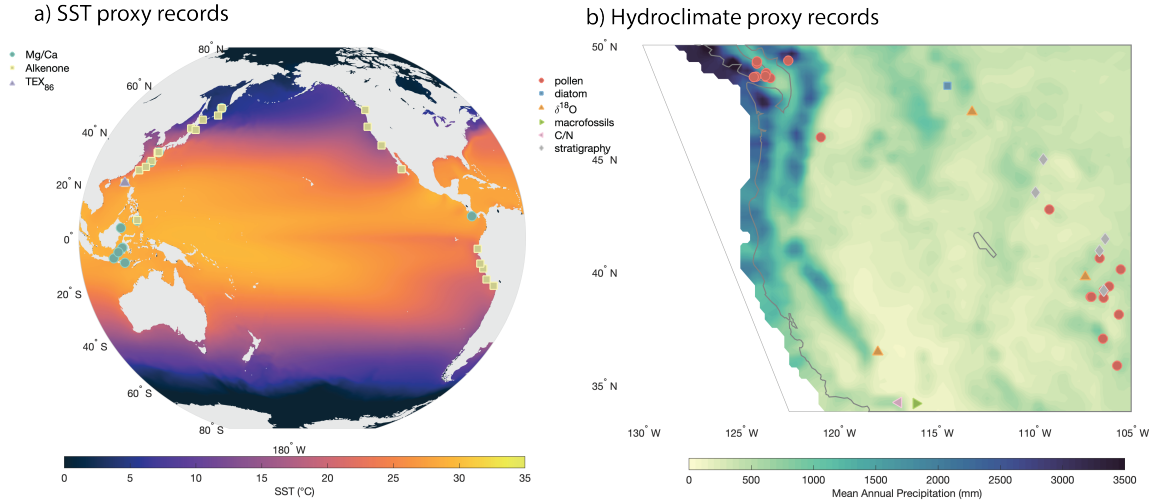 a) SST proxy records
b) Hydroclimate proxy records
Mg/Ca
Alkenone
TEX86
80° N
60° N
40° N
20° N
0°
20° S
40° S
60° S
80° S
180° W
0 5 10 15 20 25 30 35
SST (°C)
pollen
diatom
δ18O
macrofossils
C/N
stratigraphy
50° N
45° N
40° N
35° N
130° W 125° W 120° W 115° W 110° W 105° W
0 500 1000 1500 2000 2500 3000 3500
Mean Annual Precipitation (mm)